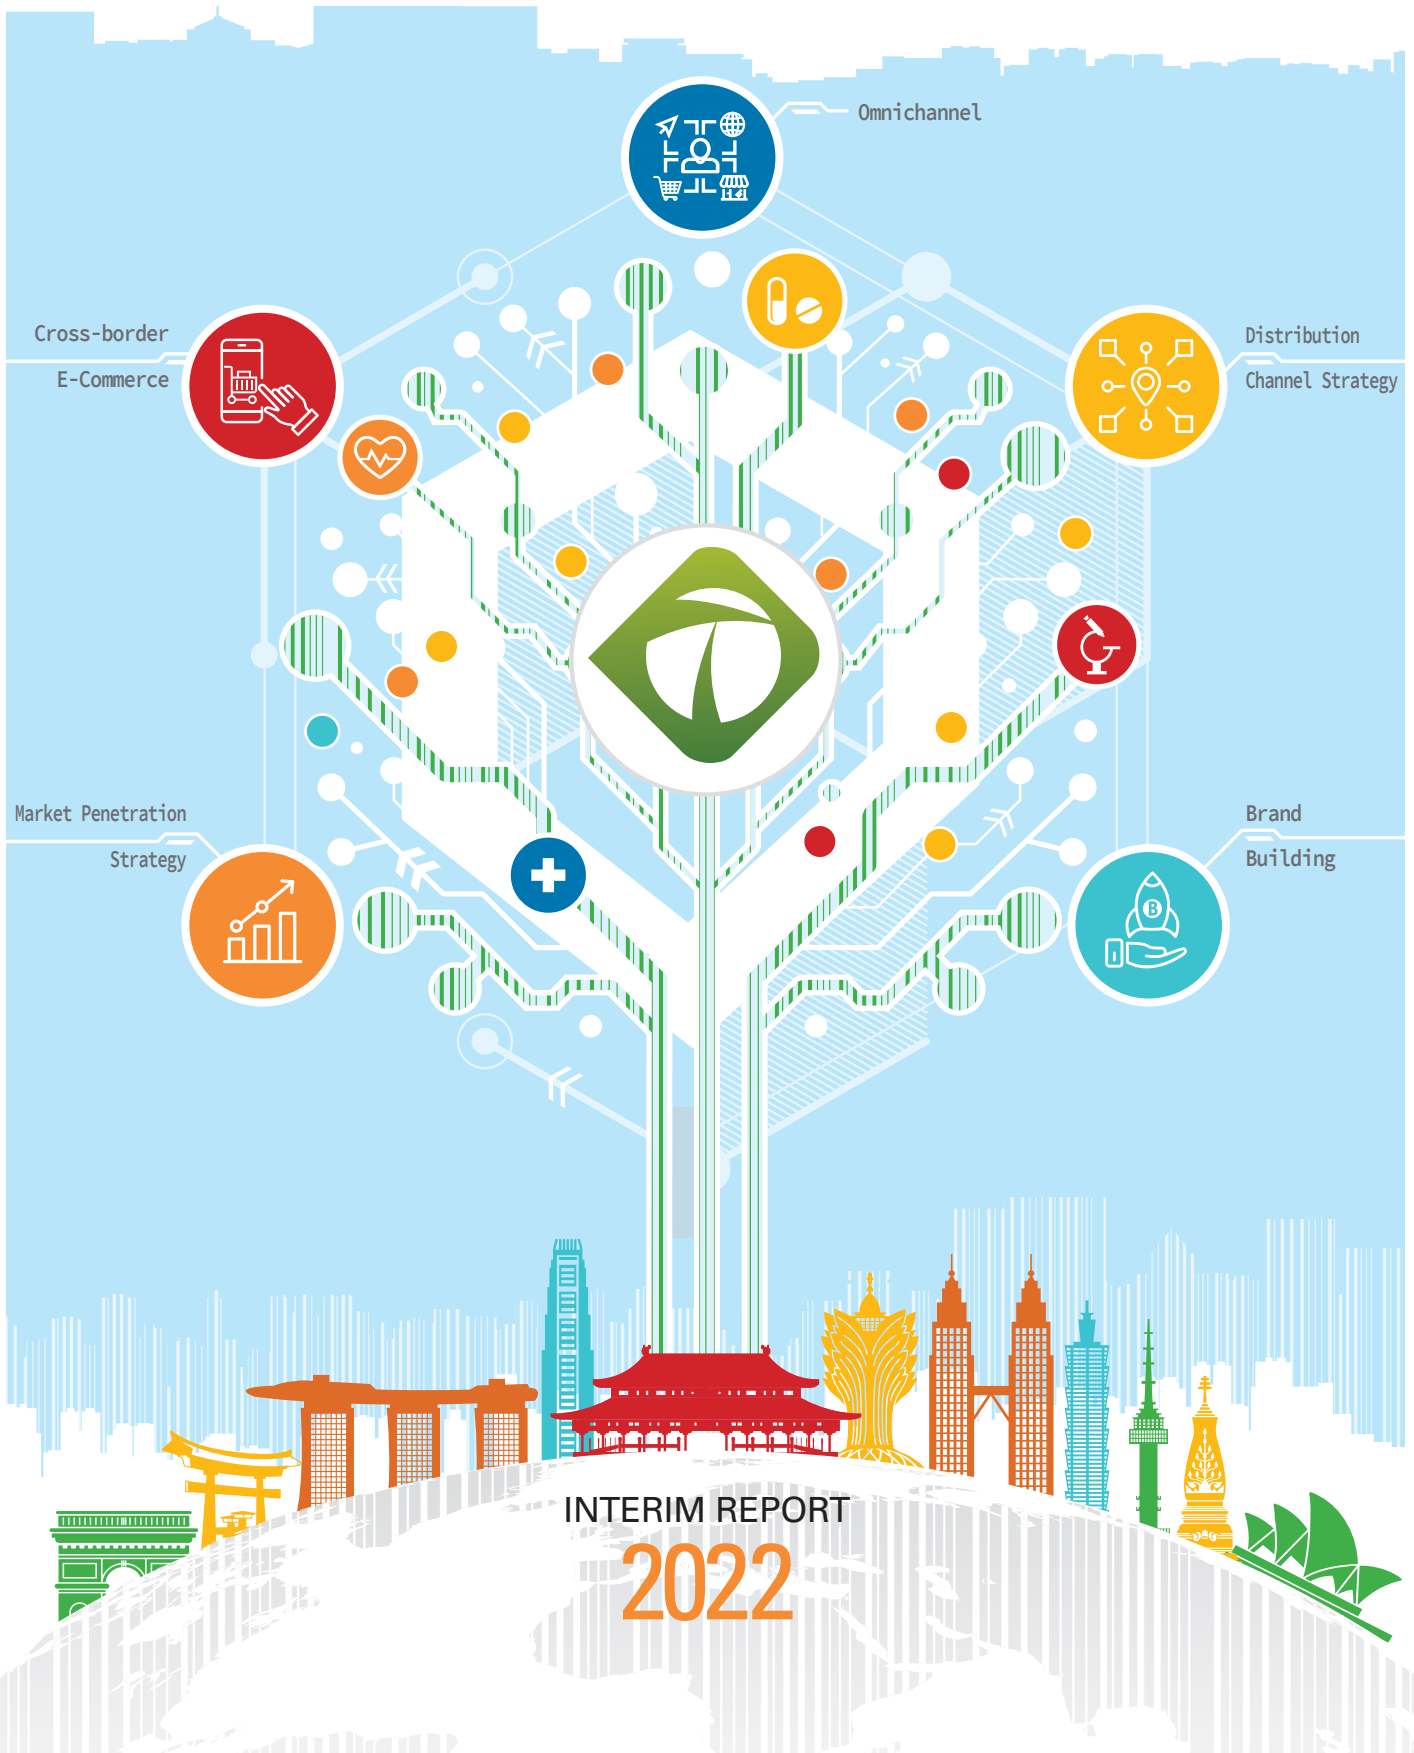 Omnichannel
Cross-border
E-Commerce
Distribution
Channel Strategy
Market Penetration
Strategy
Brand
Building
B
INTERIM REPORT
2022